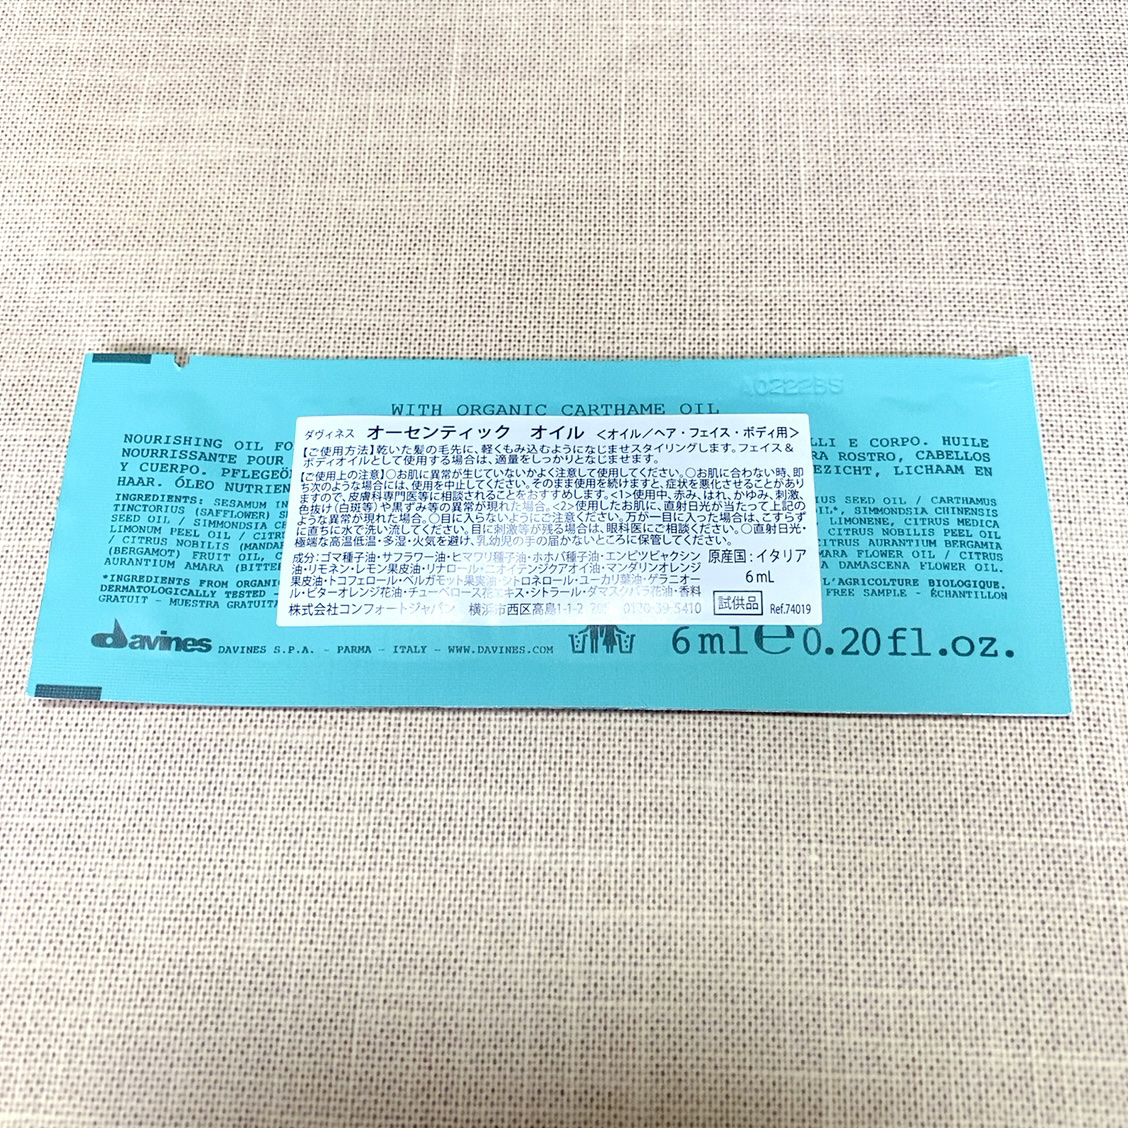 A0222BS
WITH ORGANIC CARTHAME OIL
NOURISHING OIL FO
NOURRISSANTE POUR
Y CUERPO. PFLEGEÖ
HAAR. ÓLEO NUTRIEN
LLI E CORPO. HUILE
RA ROSTRO, CABELLOS
EZICHT, LICHAAM EN
INGREDIENTS: SESAMUM IN
TINCTORIUS (SAFFLOWER) S
SEED OIL / SIMMONDSIA CH
LIMONUM PEEL OIL / CITRU
/ CITRUS NOBILIS (MANDA
(BERGAMOT) FRUIT OIL, C
AURANTIUM AMARA (BITTE
IUS SEED OIL / CARTHAMUS
IL*, SIMMONDSIA CHINENSIS
LIMONENE, CITRUS MEDICA
CITRUS NOBILIS PEEL OIL
CITRUS AURANTIUM BERGAMIA
MARA FLOWER OIL / CITRUS
A DAMASCENA FLOWER OIL.
*INGREDIENTS FROM ORGANI
DERMATOLOGICALLY TESTED -
GRATUIT - MUESTRA GRATUITA
L'AGRICULTURE BIOLOGIQUE.
FREE SAMPLE - ÉCHANTILLON
ダヴィネス オーセンティック オイル <オイル/ヘア・フェイス・ボディ用>
【ご使用方法】乾いた髪の毛先に、軽くもみ込むようになじませスタイリングします。フェイス&
ボディオイルとして使用する場合は、適量をしっかりとなじませます。
【ご使用上の注意】○お肌に異常が生じていないかよく注意して使用してください。○お肌に合わない時、即
ち次のような場合には、使用を中止してください。そのまま使用を続けますと、症状を悪化させることがあり
ますので、皮膚科専門医等に相談されることをおすすめします。<1>使用中、赤み、はれ、かゆみ、刺激、
色抜け(白斑等)や黒ずみ等の異常が現れた場合。<2>使用したお肌に、直射日光が当たって上記の
ような異常が現れた場合。○目に入らないようにご注意ください。万が一目に入った場合は、こすらず
に直ちに水で洗い流してください。目に刺激等が残る場合は、眼科医にご相談ください。○直射日光・
極端な高温低温・多湿・火気を避け、乳幼児の手の届かないところに保管してください。
成分:ゴマ種子油・サフラワー油・ヒマワリ種子油・ホホバ種子油・エンピツビャクシン
油・リモネン・レモン果皮油・リナロール・ニオイテンジクアオイ油・マンダリンオレンジ
果皮油・トコフェロール・ベルガモット果実油・シトロネロール・ユーカリ葉油・ゲラニオー
ル・ビターオレンジ花油・チューベロース花エキス・シトラール・ダマスクバラ花油・香料
原産国:イタリア
6mL
株式会社コンフォートジャパン 横浜市西区高島1-1-2 0120-39-5410
試供品 Ref.74019
davines DAVINES S.P.A. - PARMA - ITALY - WWW.DAVINES.COM
6ml℮0.20fl.oz.